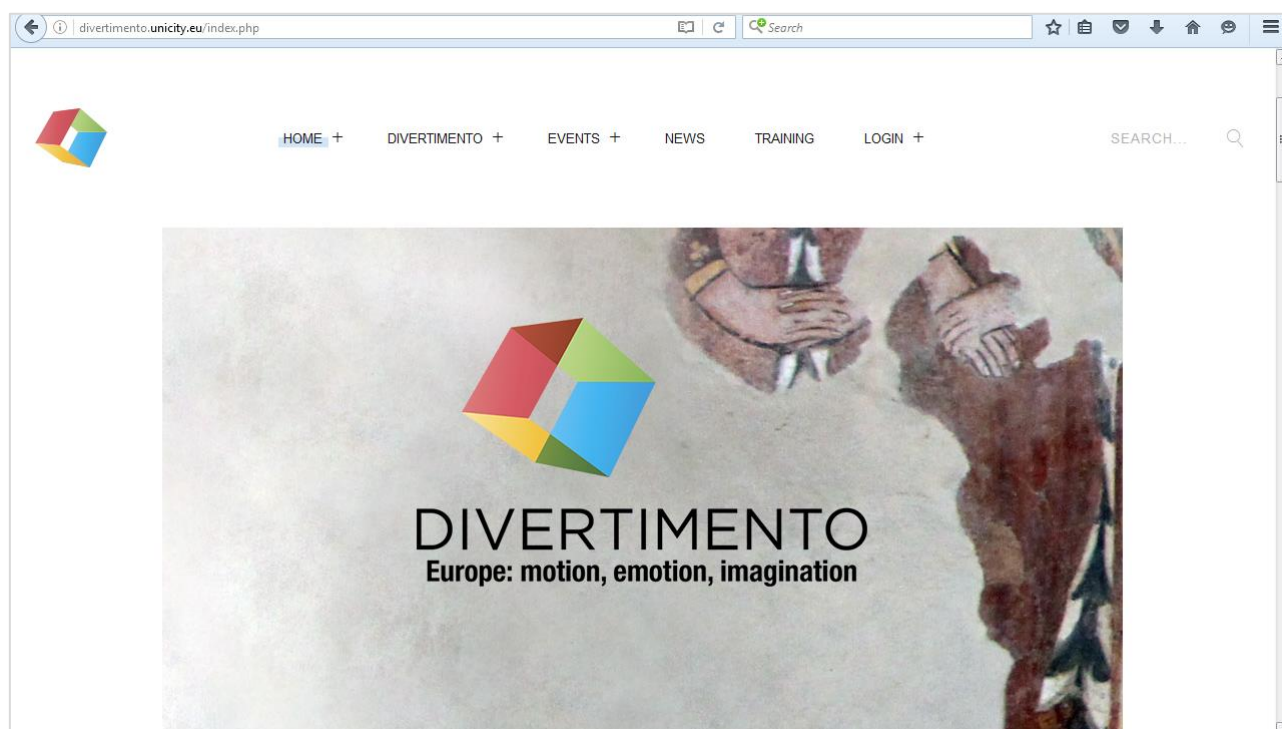 divertimento.unicity.eu/index.php
Search
HOME + DIVERTIMENTO + EVENTS + NEWS TRAINING LOGIN + SEARCH...
DIVERTIMENTO
Europe: motion, emotion, imagination